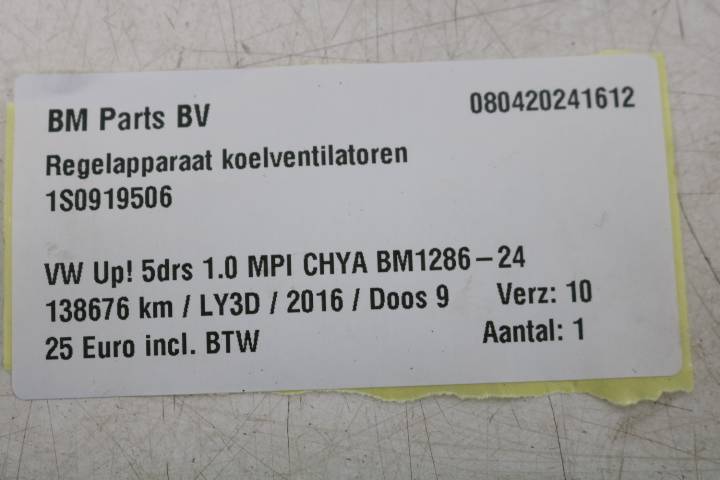 BM Parts BV 080420241612
Regelapparaat koelventilatoren
1S0919506
VW Up! 5drs 1.0 MPI CHYA BM1286-24
138676 km / LY3D / 2016 / Doos 9 Verz: 10
25 Euro incl. BTW Aantal: 1